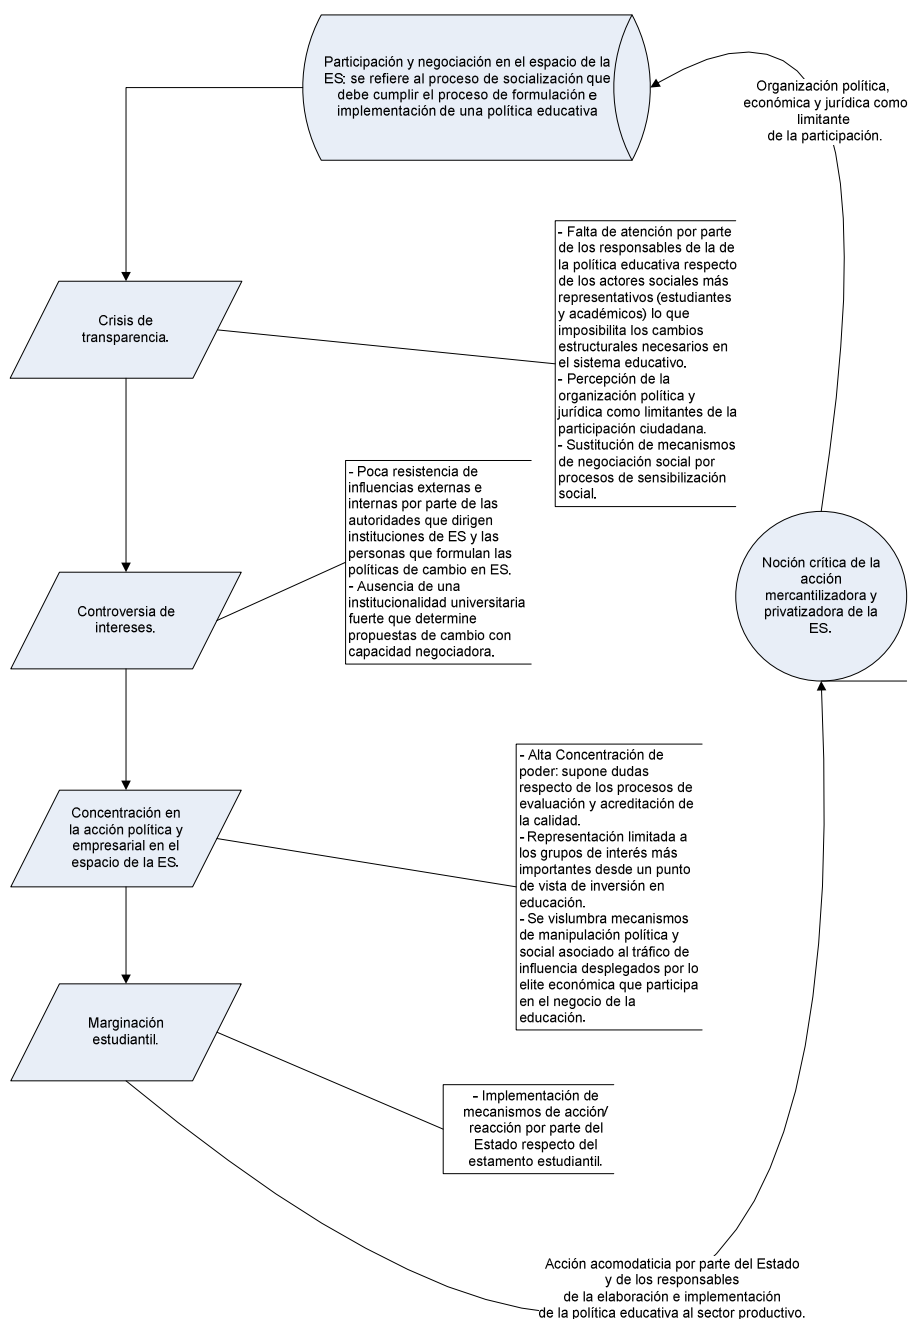 Participación y negociación en el espacio de la
ES: se refiere al proceso de socialización que
debe cumplir el proceso de formulación e
implementación de una política educativa
Organización política,
económica y jurídica como
limitante
de la participación.
- Falta de atención por parte
de los responsables de la de
la política educativa respecto
de los actores sociales más
representativos (estudiantes
y académicos) lo que
imposibilita los cambios
estructurales necesarios en
el sistema educativo.
- Percepción de la
organización política y
jurídica como limitantes de la
participación ciudadana.
- Sustitución de mecanismos
de negociación social por
procesos de sensibilización
social.
Crisis de
transparencia.
- Poca resistencia de
influencias externas e
internas por parte de las
autoridades que dirigen
instituciones de ES y las
personas que formulan las
políticas de cambio en ES.
- Ausencia de una
institucionalidad universitaria
fuerte que determine
propuestas de cambio con
capacidad negociadora.
Noción crítica de la
acción
mercantilizadora y
privatizadora de la
ES.
Controversia de
intereses.
- Alta Concentración de
poder: supone dudas
respecto de los procesos de
evaluación y acreditación de
la calidad.
- Representación limitada a
los grupos de interés más
importantes desde un punto
de vista de inversión en
educación.
- Se vislumbra mecanismos
de manipulación política y
social asociado al tráfico de
influencia desplegados por lo
elite económica que participa
en el negocio de la
educación.
Concentración en
la acción política y
empresarial en el
espacio de la ES.
Marginación
estudiantil.
- Implementación de
mecanismos de acción/
reacción por parte del
Estado respecto del
estamento estudiantil.
Acción acomodaticia por parte del Estado
y de los responsables
de la elaboración e implementación
de la política educativa al sector productivo.